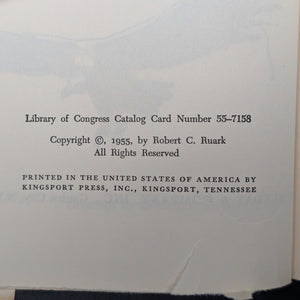 Library of Congress Catalog Card Number 55–7158
Copyright ©, 1955, by Robert C. Ruark
All Rights Reserved
PRINTED IN THE UNITED STATES OF AMERICA BY
KINGSPORT PRESS, INC., KINGSPORT, TENNESSEE